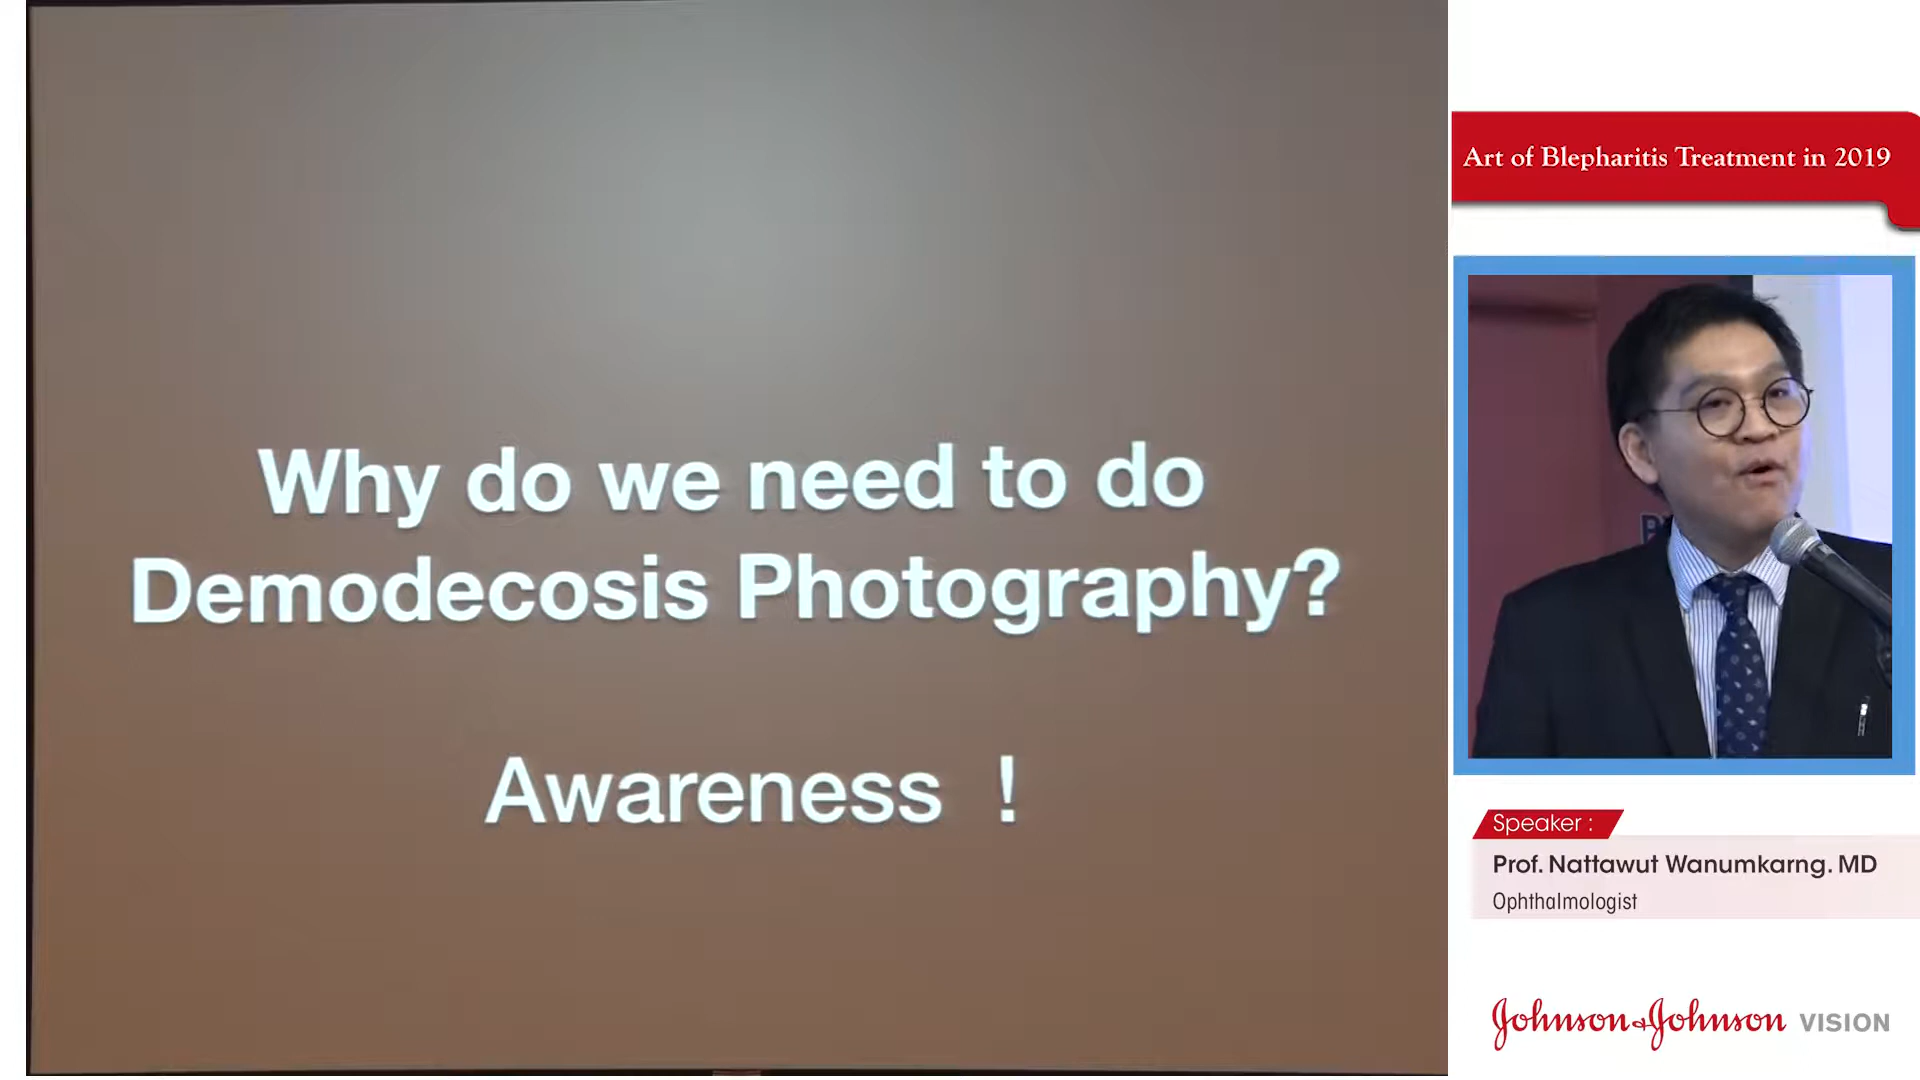 Why do we need to do
Demodecosis Photography?
Awareness !
Art of Blepharitis Treatment in 2019
Speaker :
Prof. Nattawut Wanumkarng. MD
Ophthalmologist
Johnson & Johnson VISION